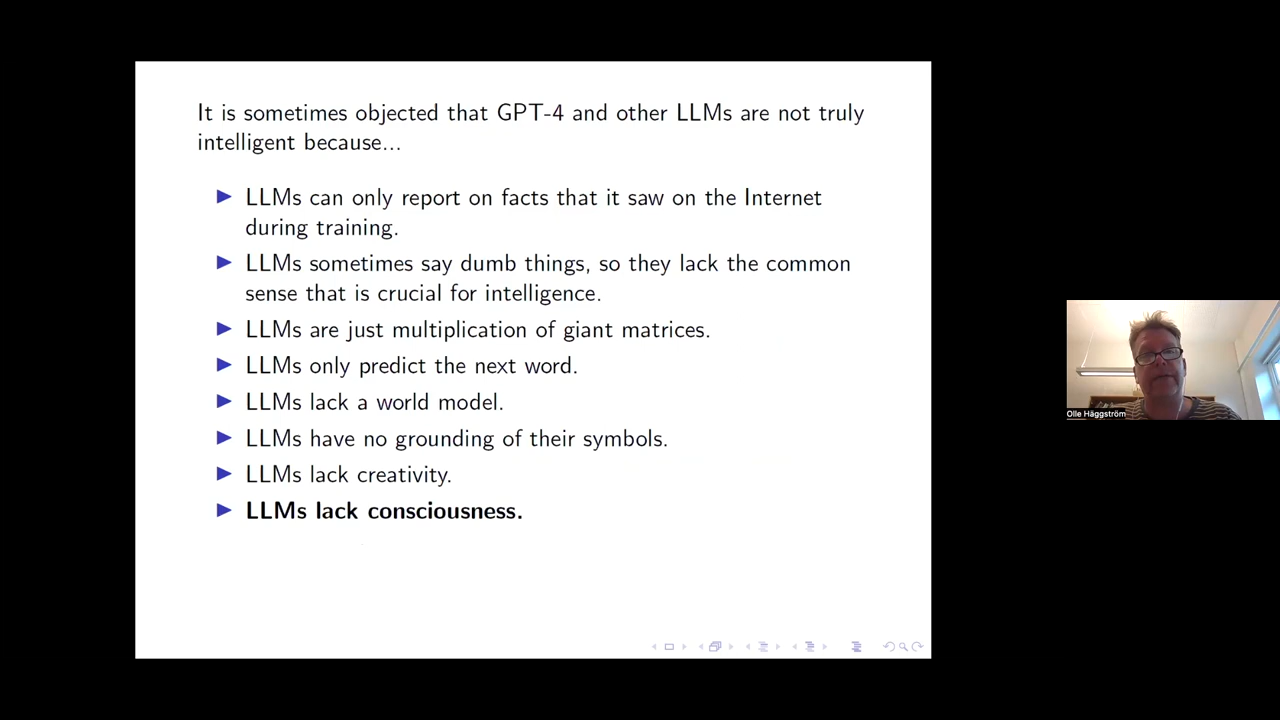 It is sometimes objected that GPT-4 and other LLMs are not truly
intelligent because...
LLMs can only report on facts that it saw on the Internet
during training.
LLMs sometimes say dumb things, so they lack the common
sense that is crucial for intelligence.
LLMs are just multiplication of giant matrices.
LLMs only predict the next word.
LLMs lack a world model.
LLMs have no grounding of their symbols.
LLMs lack creativity.
LLMs lack consciousness.
Olle Häggström